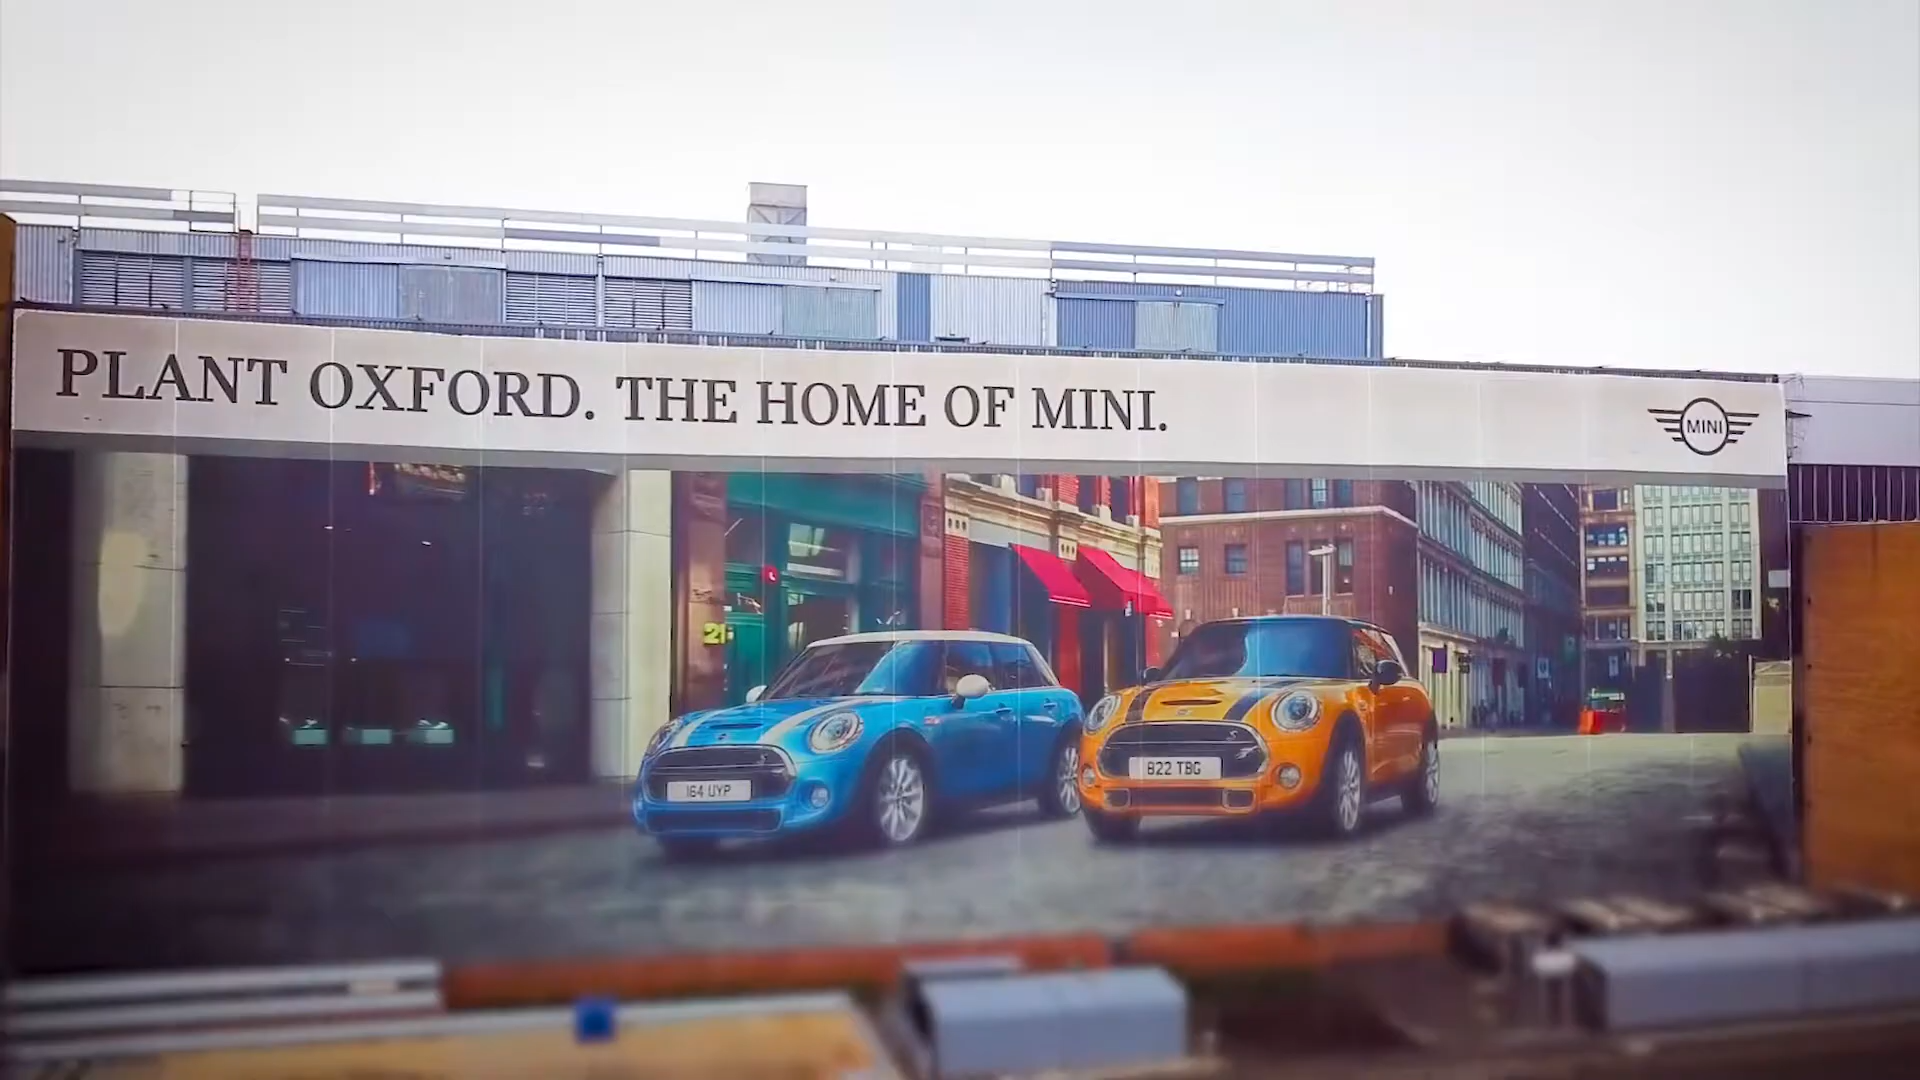 PLANT OXFORD. THE HOME OF MINI.
MINI
21
164 UYP
B22 TBG